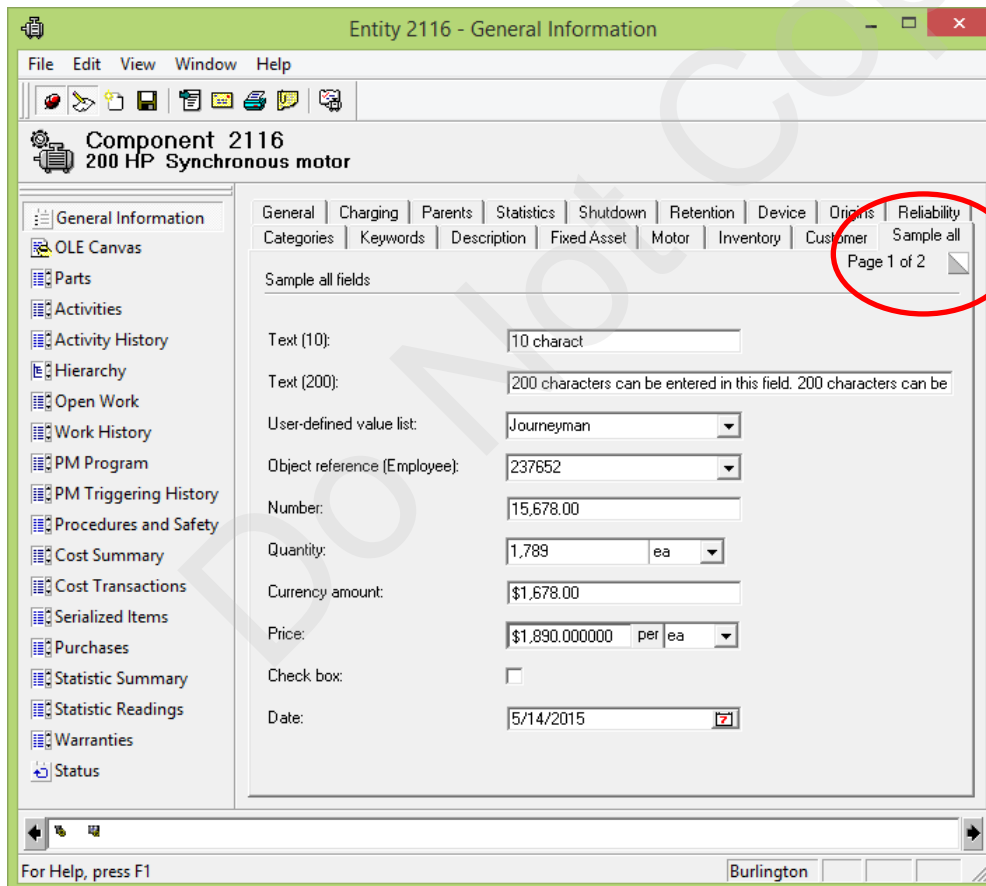 Entity 2116 - General Information
File Edit View Window Help
Component 2116
200 HP Synchronous motor
General Information
OLE Canvas
Parts
Activities
Activity History
Hierarchy
Open Work
Work History
PM Program
PM Triggering History
Procedures and Safety
Cost Summary
Cost Transactions
Serialized Items
Purchases
Statistic Summary
Statistic Readings
Warranties
Status
General Charging Parents Statistics Shutdown Retention Device Origins Reliability
Categories Keywords Description Fixed Asset Motor Inventory Customer Sample all
Page 1 of 2
Sample all fields
Text (10): 10 charact
Text (200): 200 characters can be entered in this field. 200 characters can be
User-defined value list: Journeyman
Object reference (Employee): 237652
Number: 15,678.00
Quantity: 1,789 ea
Currency amount: $1,678.00
Price: $1,890.000000 per ea
Check box:
Date: 5/14/2015 7
For Help, press F1 Burlington
Do Not Cop